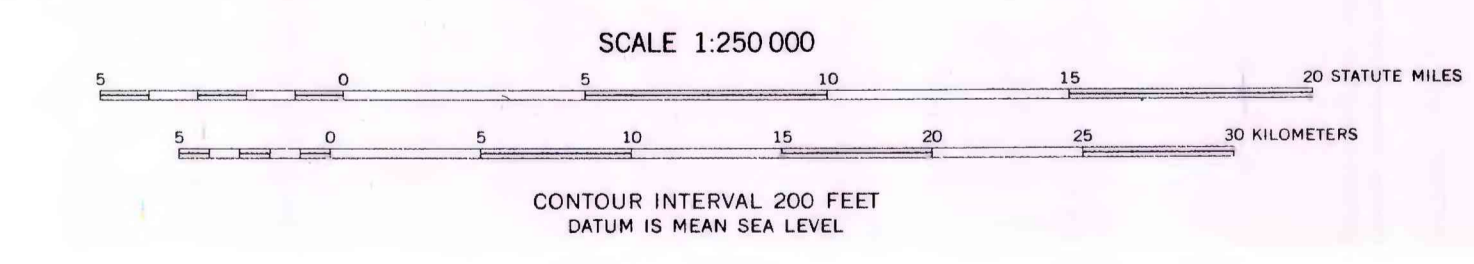 SCALE 1:250 000
5 0 5 10 15 20 STATUTE MILES
5 0 5 10 15 20 25 30 KILOMETERS
CONTOUR INTERVAL 200 FEET
DATUM IS MEAN SEA LEVEL